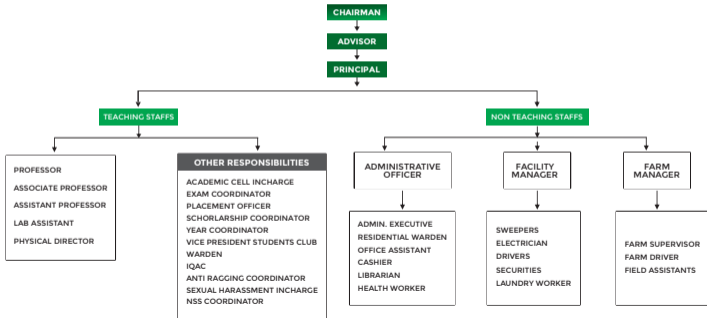 CHAIRMAN
ADVISOR
PRINCIPAL
TEACHING STAFFS
NON TEACHING STAFFS
PROFESSOR
ASSOCIATE PROFESSOR
ASSISTANT PROFESSOR
LAB ASSISTANT
PHYSICAL DIRECTOR
OTHER RESPONSIBILITIES
ACADEMIC CELL INCHARGE
EXAM COORDINATOR
PLACEMENT OFFICER
SCHORLARSHIP COORDINATOR
YEAR COORDINATOR
VICE PRESIDENT STUDENTS CLUB
WARDEN
IQAC
ANTI RAGGING COORDINATOR
SEXUAL HARASSMENT INCHARGE
NSS COORDINATOR
ADMINISTRATIVE
OFFICER
ADMIN. EXECUTIVE
RESIDENTIAL WARDEN
OFFICE ASSISTANT
CASHIER
LIBRARIAN
HEALTH WORKER
FACILITY
MANAGER
SWEEPERS
ELECTRICIAN
DRIVERS
SECURITIES
LAUNDRY WORKER
FARM
MANAGER
FARM SUPERVISOR
FARM DRIVER
FIELD ASSISTANTS